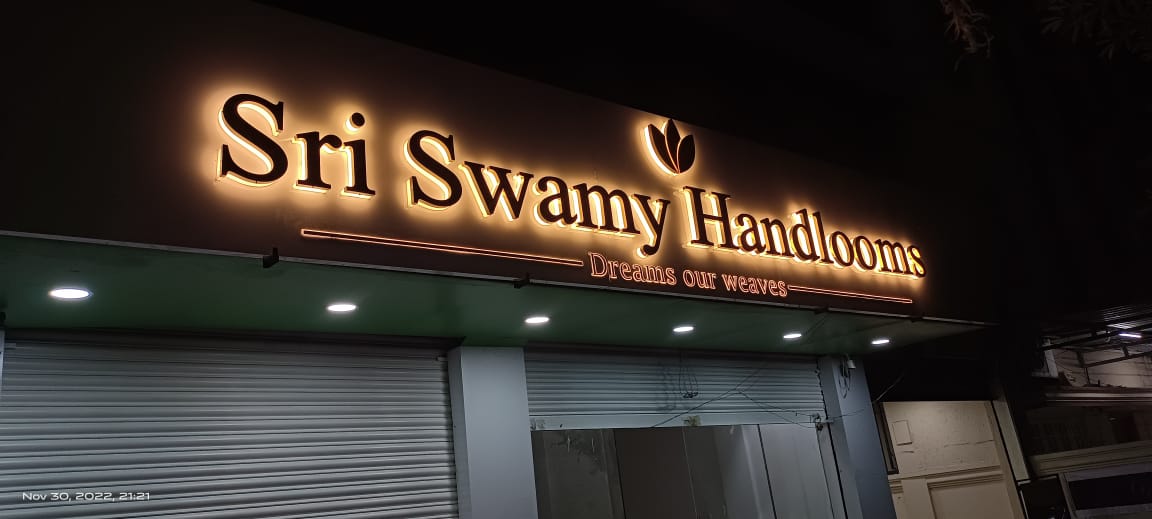 Sri Swamy Handlooms
Dreams our weaves
Nov 30, 2022, 21:21